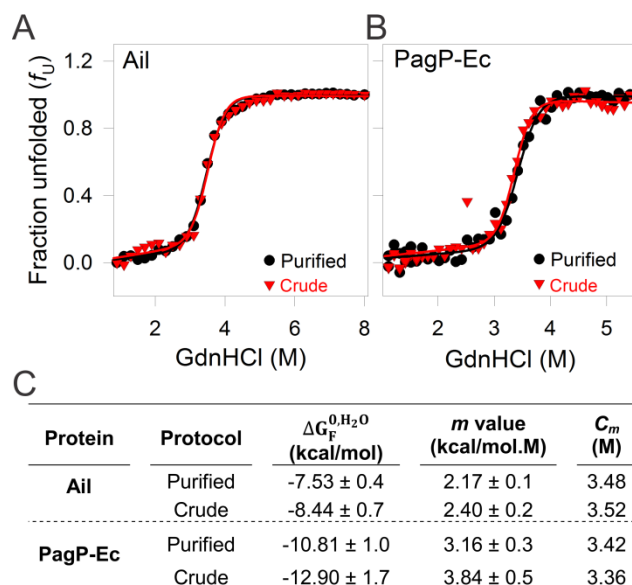 A
B
Ail
PagP-Ec
Fraction unfolded (fU)
1.2
0.8
0.4
0.0
Purified
Crude
Purified
Crude
2 4 6 8
2 3 4 5
GdnHCl (M)
GdnHCl (M)
C
Protein Protocol ΔG_F^0,H₂O (kcal/mol) m value (kcal/mol.M) Cm (M)
Ail Purified -7.53 ± 0.4 2.17 ± 0.1 3.48
Crude -8.44 ± 0.7 2.40 ± 0.2 3.52
PagP-Ec Purified -10.81 ± 1.0 3.16 ± 0.3 3.42
Crude -12.90 ± 1.7 3.84 ± 0.5 3.36